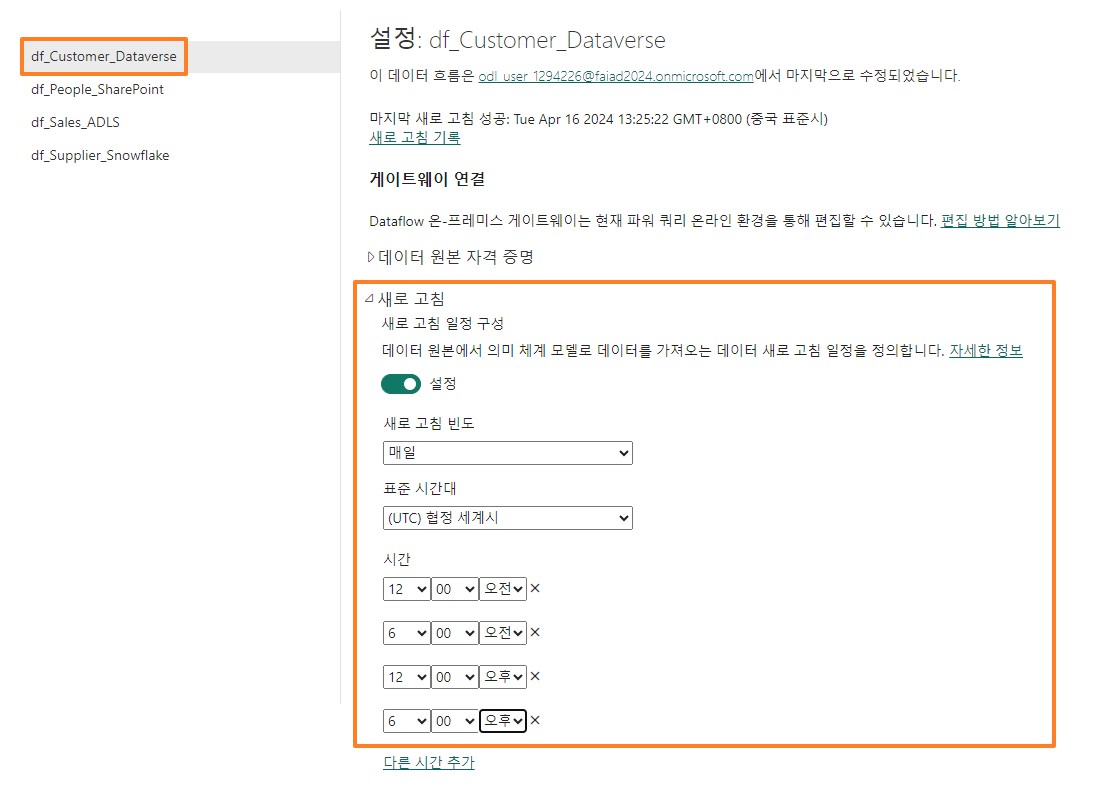 df_Customer_Dataverse
df_People_SharePoint
df_Sales_ADLS
df_Supplier_Snowflake
설정: df_Customer_Dataverse
이 데이터 흐름은 odl_user_1294226@faiad2024.onmicrosoft.com에서 마지막으로 수정되었습니다.
마지막 새로 고침 성공: Tue Apr 16 2024 13:25:22 GMT+0800 (중국 표준시)
새로 고침 기록
게이트웨이 연결
Dataflow 온-프레미스 게이트웨이는 현재 파워 쿼리 온라인 환경을 통해 편집할 수 있습니다. 편집 방법 알아보기
데이터 원본 자격 증명
새로 고침
새로 고침 일정 구성
데이터 원본에서 의미 체계 모델로 데이터를 가져오는 데이터 새로 고침 일정을 정의합니다. 자세한 정보
설정
새로 고침 빈도
매일
표준 시간대
(UTC) 협정 세계시
시간
12 00 오전
6 00 오전
12 00 오후
6 00 오후
다른 시간 추가